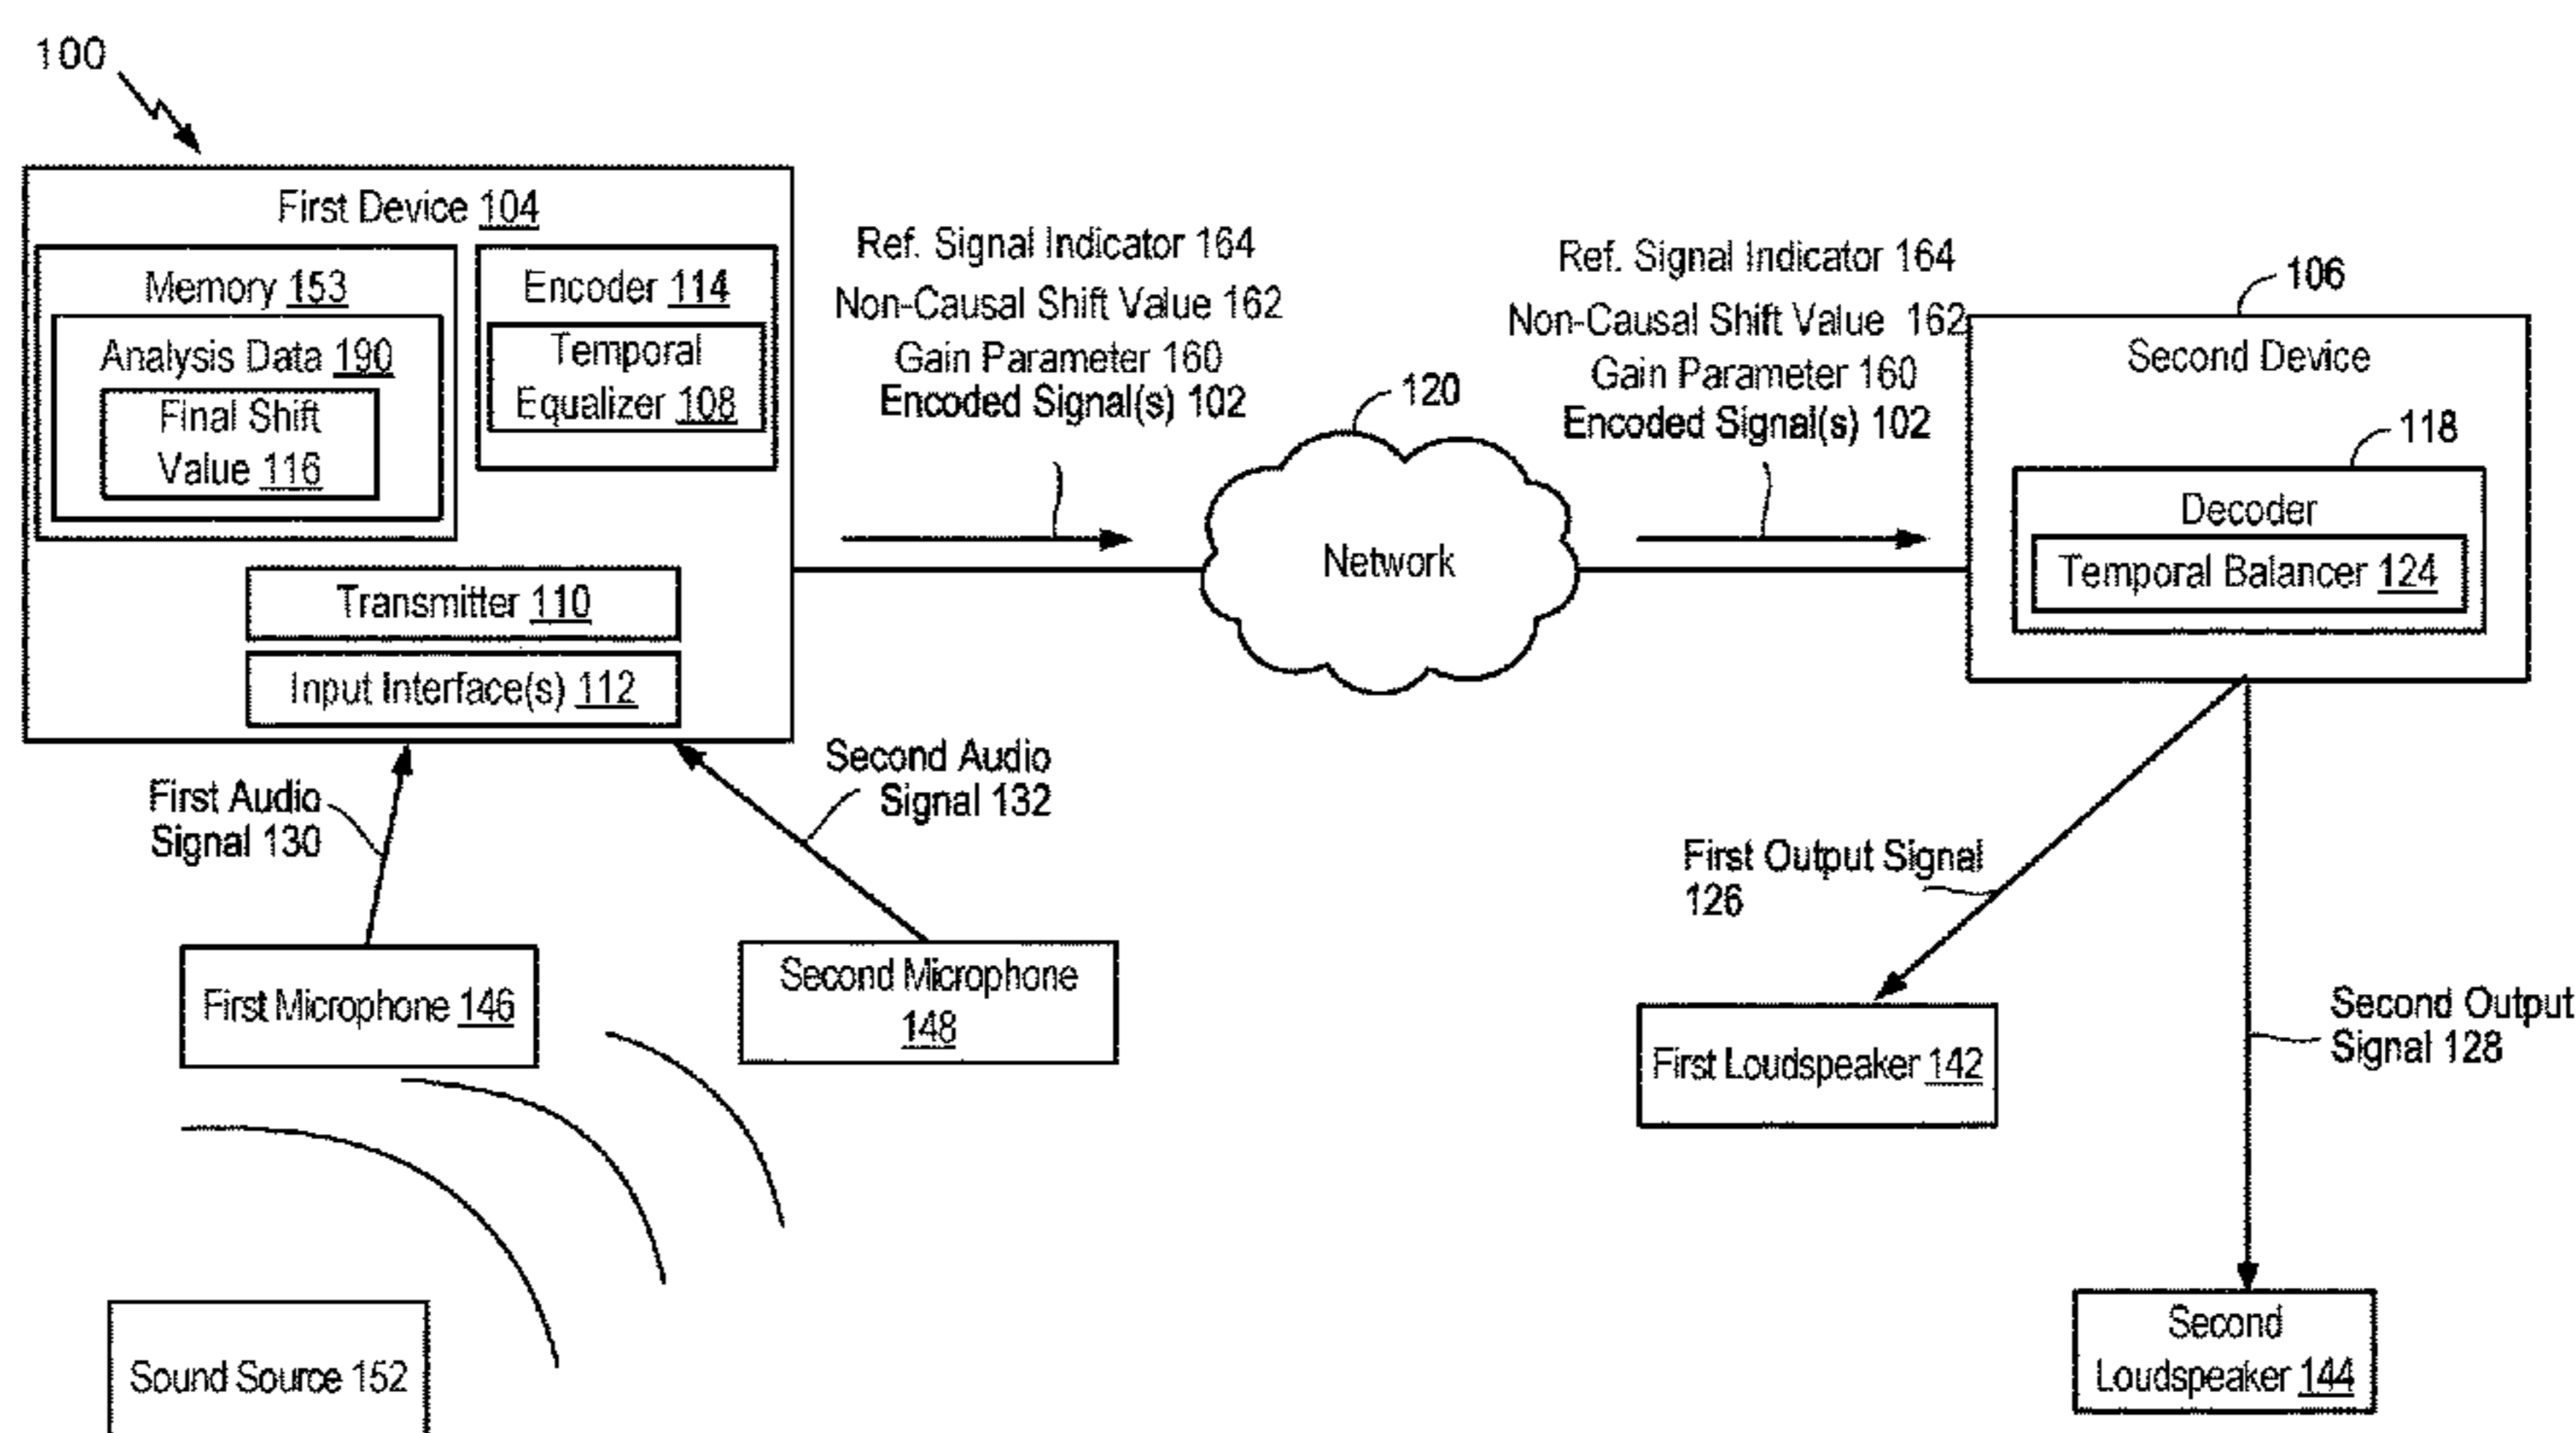 100
First Device 104
Memory 153
Analysis Data 190
Final Shift
Value 116
Encoder 114
Temporal
Equalizer 108
Transmitter 110
Input Interface(s) 112
Ref. Signal Indicator 164
Non-Causal Shift Value 162
Gain Parameter 160
Encoded Signal(s) 102
120
Network
Ref. Signal Indicator 164
Non-Causal Shift Value 162
Gain Parameter 160
Encoded Signal(s) 102
106
Second Device
118
Decoder
Temporal Balancer 124
First Audio
Signal 130
Second Audio
Signal 132
First Microphone 146
Second Microphone
148
Sound Source 152
First Output Signal
126
Second Output
Signal 128
First Loudspeaker 142
Second
Loudspeaker 144